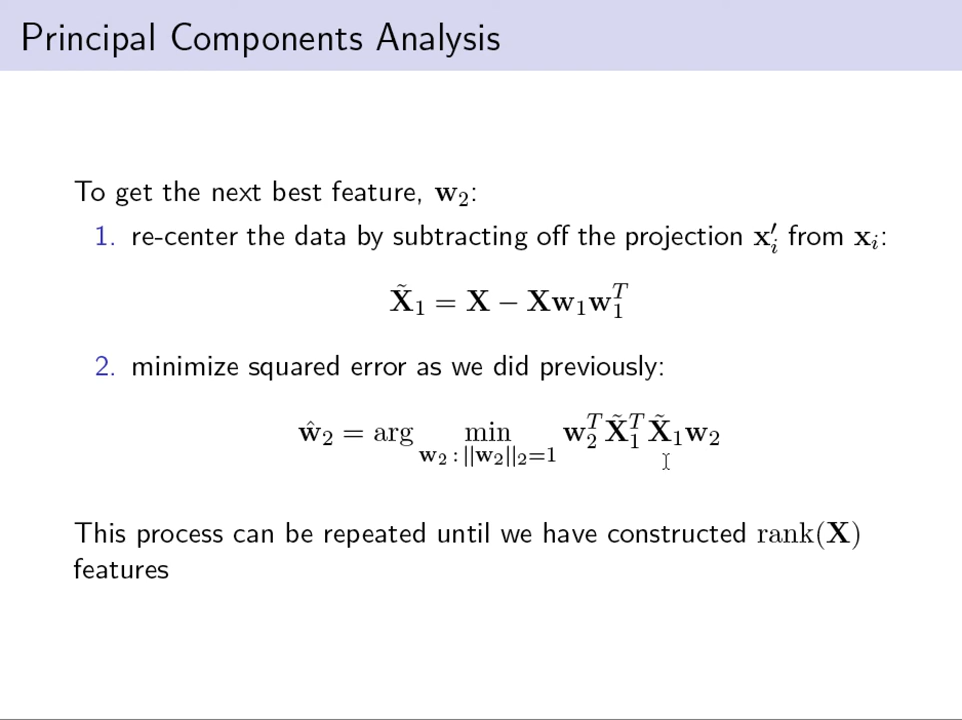 Principal Components Analysis
To get the next best feature, w₂:
1. re-center the data by subtracting off the projection x′ᵢ from xᵢ:
X̃₁ = X − Xw₁w₁ᵀ
2. minimize squared error as we did previously:
ŵ₂ = arg min_{w₂ : ||w₂||₂=1} w₂ᵀX̃₁ᵀX̃₁w₂
This process can be repeated until we have constructed rank(X)
features